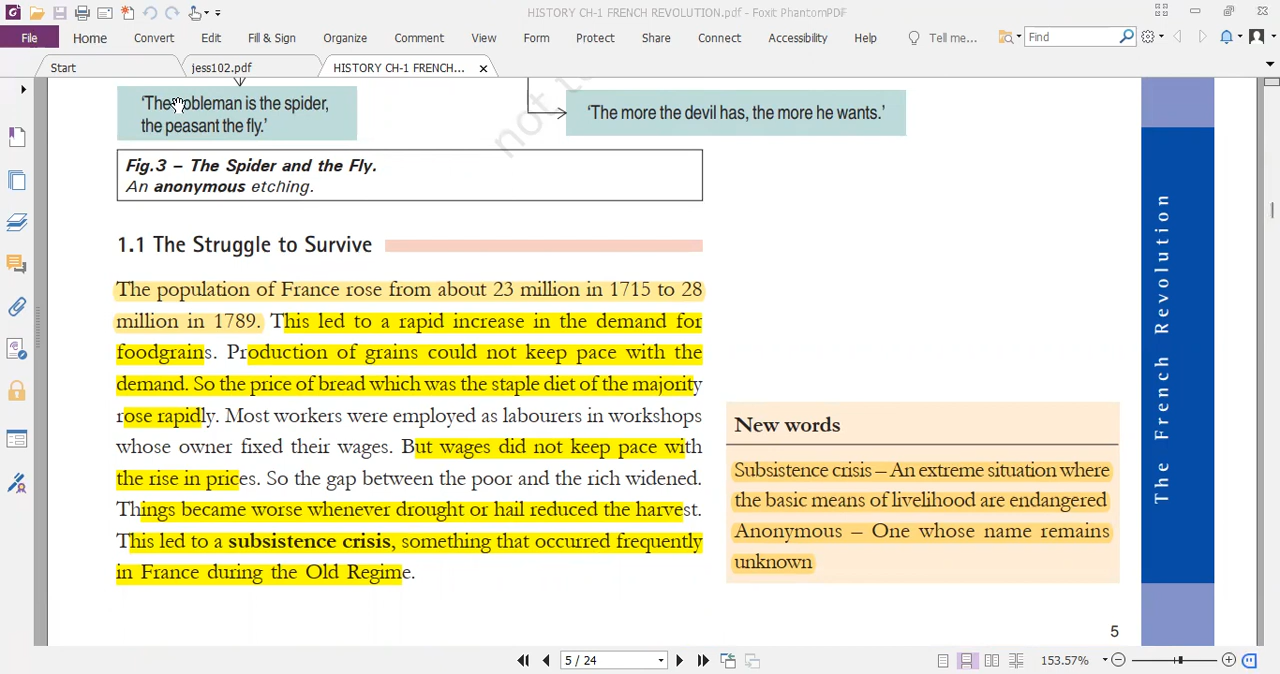 HISTORY CH-1 FRENCH REVOLUTION.pdf - Foxit PhantomPDF
File Home Convert Edit Fill & Sign Organize Comment View Form Protect Share Connect Accessibility Help Tell me... Find
Start jess102.pdf HISTORY CH-1 FRENCH...
'The nobleman is the spider,
the peasant the fly.'
'The more the devil has, the more he wants.'
not
Fig.3 – The Spider and the Fly.
An anonymous etching.
1.1 The Struggle to Survive
The population of France rose from about 23 million in 1715 to 28
million in 1789. This led to a rapid increase in the demand for
foodgrains. Production of grains could not keep pace with the
demand. So the price of bread which was the staple diet of the majority
rose rapidly. Most workers were employed as labourers in workshops
whose owner fixed their wages. But wages did not keep pace with
the rise in prices. So the gap between the poor and the rich widened.
Things became worse whenever drought or hail reduced the harvest.
This led to a subsistence crisis, something that occurred frequently
in France during the Old Regime.
New words
Subsistence crisis – An extreme situation where
the basic means of livelihood are endangered
Anonymous – One whose name remains
unknown
The French Revolution
5
5 / 24
153.57%